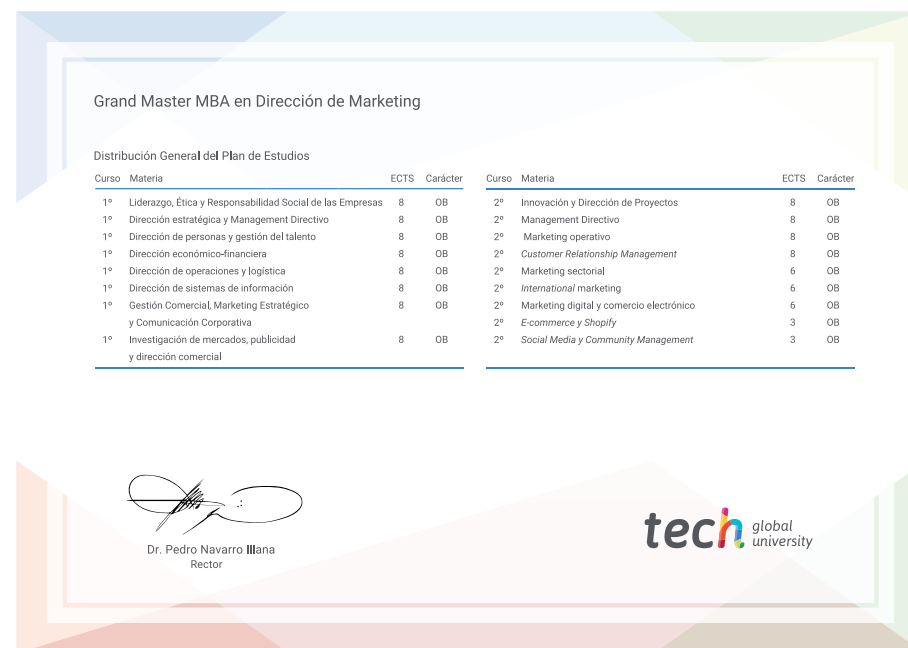 Grand Master MBA en Dirección de Marketing
Distribución General del Plan de Estudios
Curso Materia ECTS Carácter
1º Liderazgo, Ética y Responsabilidad Social de las Empresas 8 OB
1º Dirección estratégica y Management Directivo 8 OB
1º Dirección de personas y gestión del talento 8 OB
1º Dirección económico-financiera 8 OB
1º Dirección de operaciones y logística 8 OB
1º Dirección de sistemas de información 8 OB
1º Gestión Comercial, Marketing Estratégico 8 OB
y Comunicación Corporativa
1º Investigación de mercados, publicidad 8 OB
y dirección comercial
Curso Materia ECTS Carácter
2º Innovación y Dirección de Proyectos 8 OB
2º Management Directivo 8 OB
2º Marketing operativo 8 OB
2º Customer Relationship Management 8 OB
2º Marketing sectorial 6 OB
2º International marketing 6 OB
2º Marketing digital y comercio electrónico 6 OB
2º E-commerce y Shopify 3 OB
2º Social Media y Community Management 3 OB
Dr. Pedro Navarro Illana
Rector
tech global
university